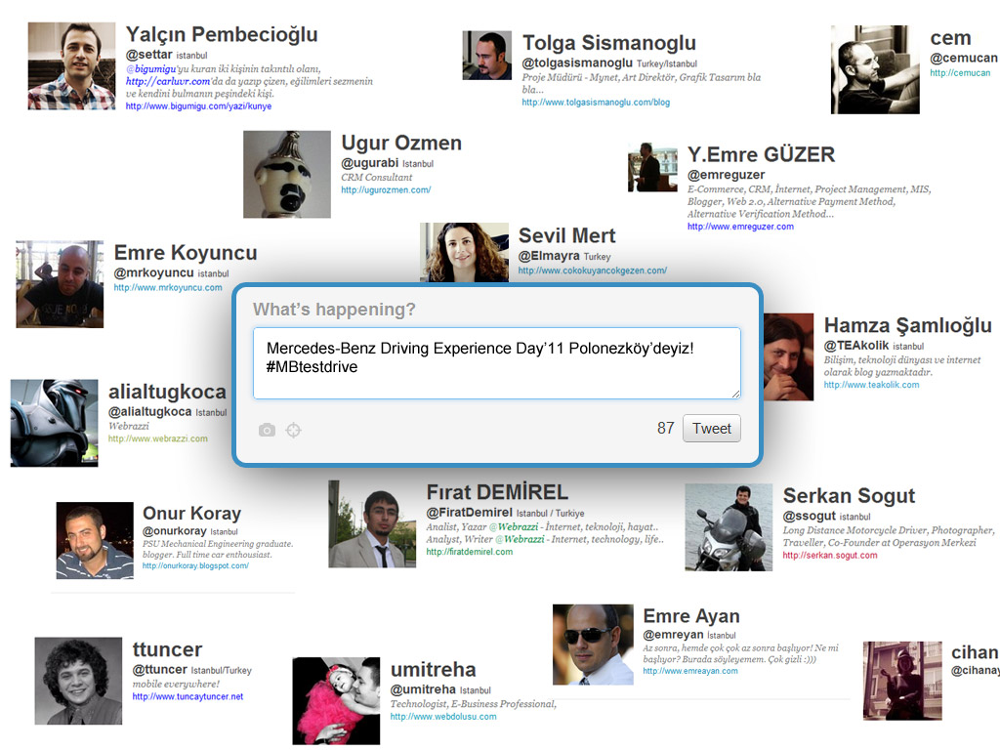 Yalçın Pembecioğlu
@settar istanbul
@bigumigu'yu kuran iki kişinin takıntılı olanı,
http://carluvr.com'da da yazıp çizen, eğilimleri sezmenin
ve kendini bulmanın peşindeki kişi.
http://www.bigumigu.com/yazi/kunye
Tolga Sismanoglu
@tolgasismanoglu Turkey/Istanbul
Proje Müdürü - Mynet, Art Direktör, Grafik Tasarım bla
bla...
http://www.tolgasismanoglu.com/blog
cem
@cemucan
http://cemucan
Ugur Ozmen
@ugurabi Istanbul
CRM Consultant
http://ugurozmen.com/
Y.Emre GÜZER
@emreguzer
E-Commerce, CRM, İnternet, Project Management, MIS,
Blogger, Web 2.0, Alternative Payment Method,
Alternative Verification Method...
http://www.emreguzer.com
Emre Koyuncu
@mrkoyuncu istanbul
http://www.mrkoyuncu.com
Sevil Mert
@Elmayra Turkey
http://www.cokokuyancokgezen.com/
What's happening?
Mercedes-Benz Driving Experience Day'11 Polonezköy'deyiz!
#MBtestdrive
87 Tweet
Hamza Şamlıoğlu
@TEAkolik istanbul
Bilişim, teknoloji dünyası ve internet
olarak blog yazmaktadır.
http://www.teakolik.com
alialtugkoca
@alialtugkoca Istanbul
Webrazzi
http://www.webrazzi.com
Onur Koray
@onurkoray Istanbul
PSU Mechanical Engineering graduate.
blogger. Full time car enthousiast.
http://onurkoray.blogspot.com/
Fırat DEMİREL
@FiratDemirel Istanbul / Turkiye
Analist, Yazar @Webrazzi - İnternet, teknoloji, hayat..
Analyst, Writer @Webrazzi - Internet, technology, life..
http://firatdemirel.com
Serkan Sogut
@ssogut istanbul
Long Distance Motorcycle Driver, Photographer,
Traveller, Co-Founder at Operasyon Merkezi
http://serkan.sogut.com
ttuncer
@ttuncer Istanbul/Turkey
mobile everywhere!
http://www.tuncaytuncer.net
umitreha
@umitreha Istanbul
Technologist, E-Business Professional,
http://www.webdolusu.com
Emre Ayan
@emreyan İstanbul
Az sonra, hemde çok çok az sonra başlıyor! Ne mi
başlıyor? Burada söyleyemem. Çok gizli :)))
http://www.emreayan.com
cihan
@cihanay